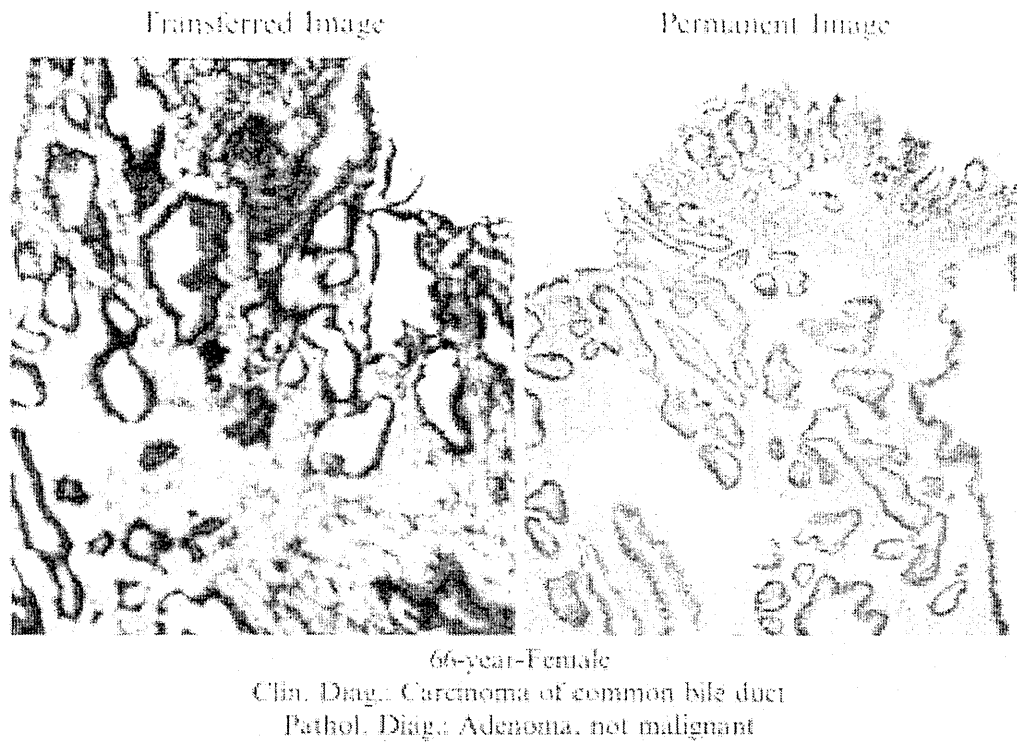 Transferred Image
Permanent Image
66-year-Female
Clin. Diag.: Carcinoma of common bile duct
Pathol. Diag.: Adenoma, not malignant